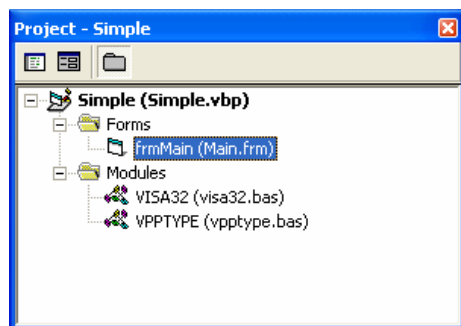 Project - Simple
Simple (Simple.vbp)
Forms
frmMain (Main.frm)
Modules
VISA32 (visa32.bas)
VPPTYPE (vpptype.bas)